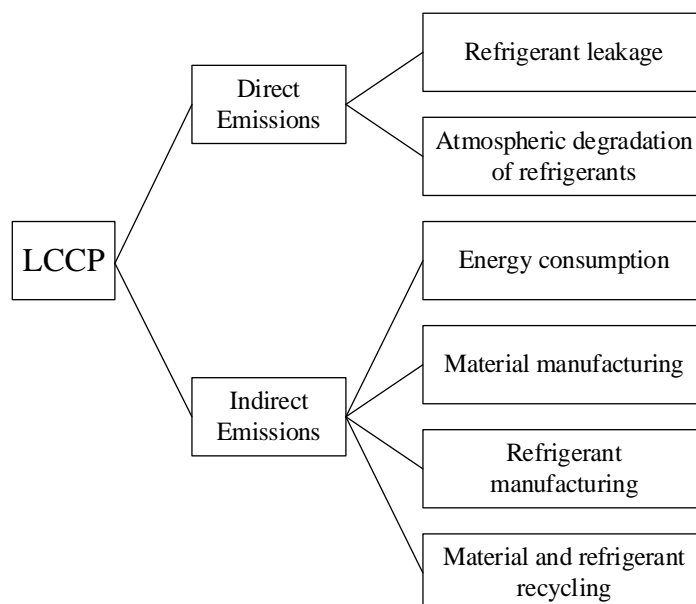 LCCP
Direct
Emissions
Refrigerant leakage
Atmospheric degradation
of refrigerants
Indirect
Emissions
Energy consumption
Material manufacturing
Refrigerant
manufacturing
Material and refrigerant
recycling